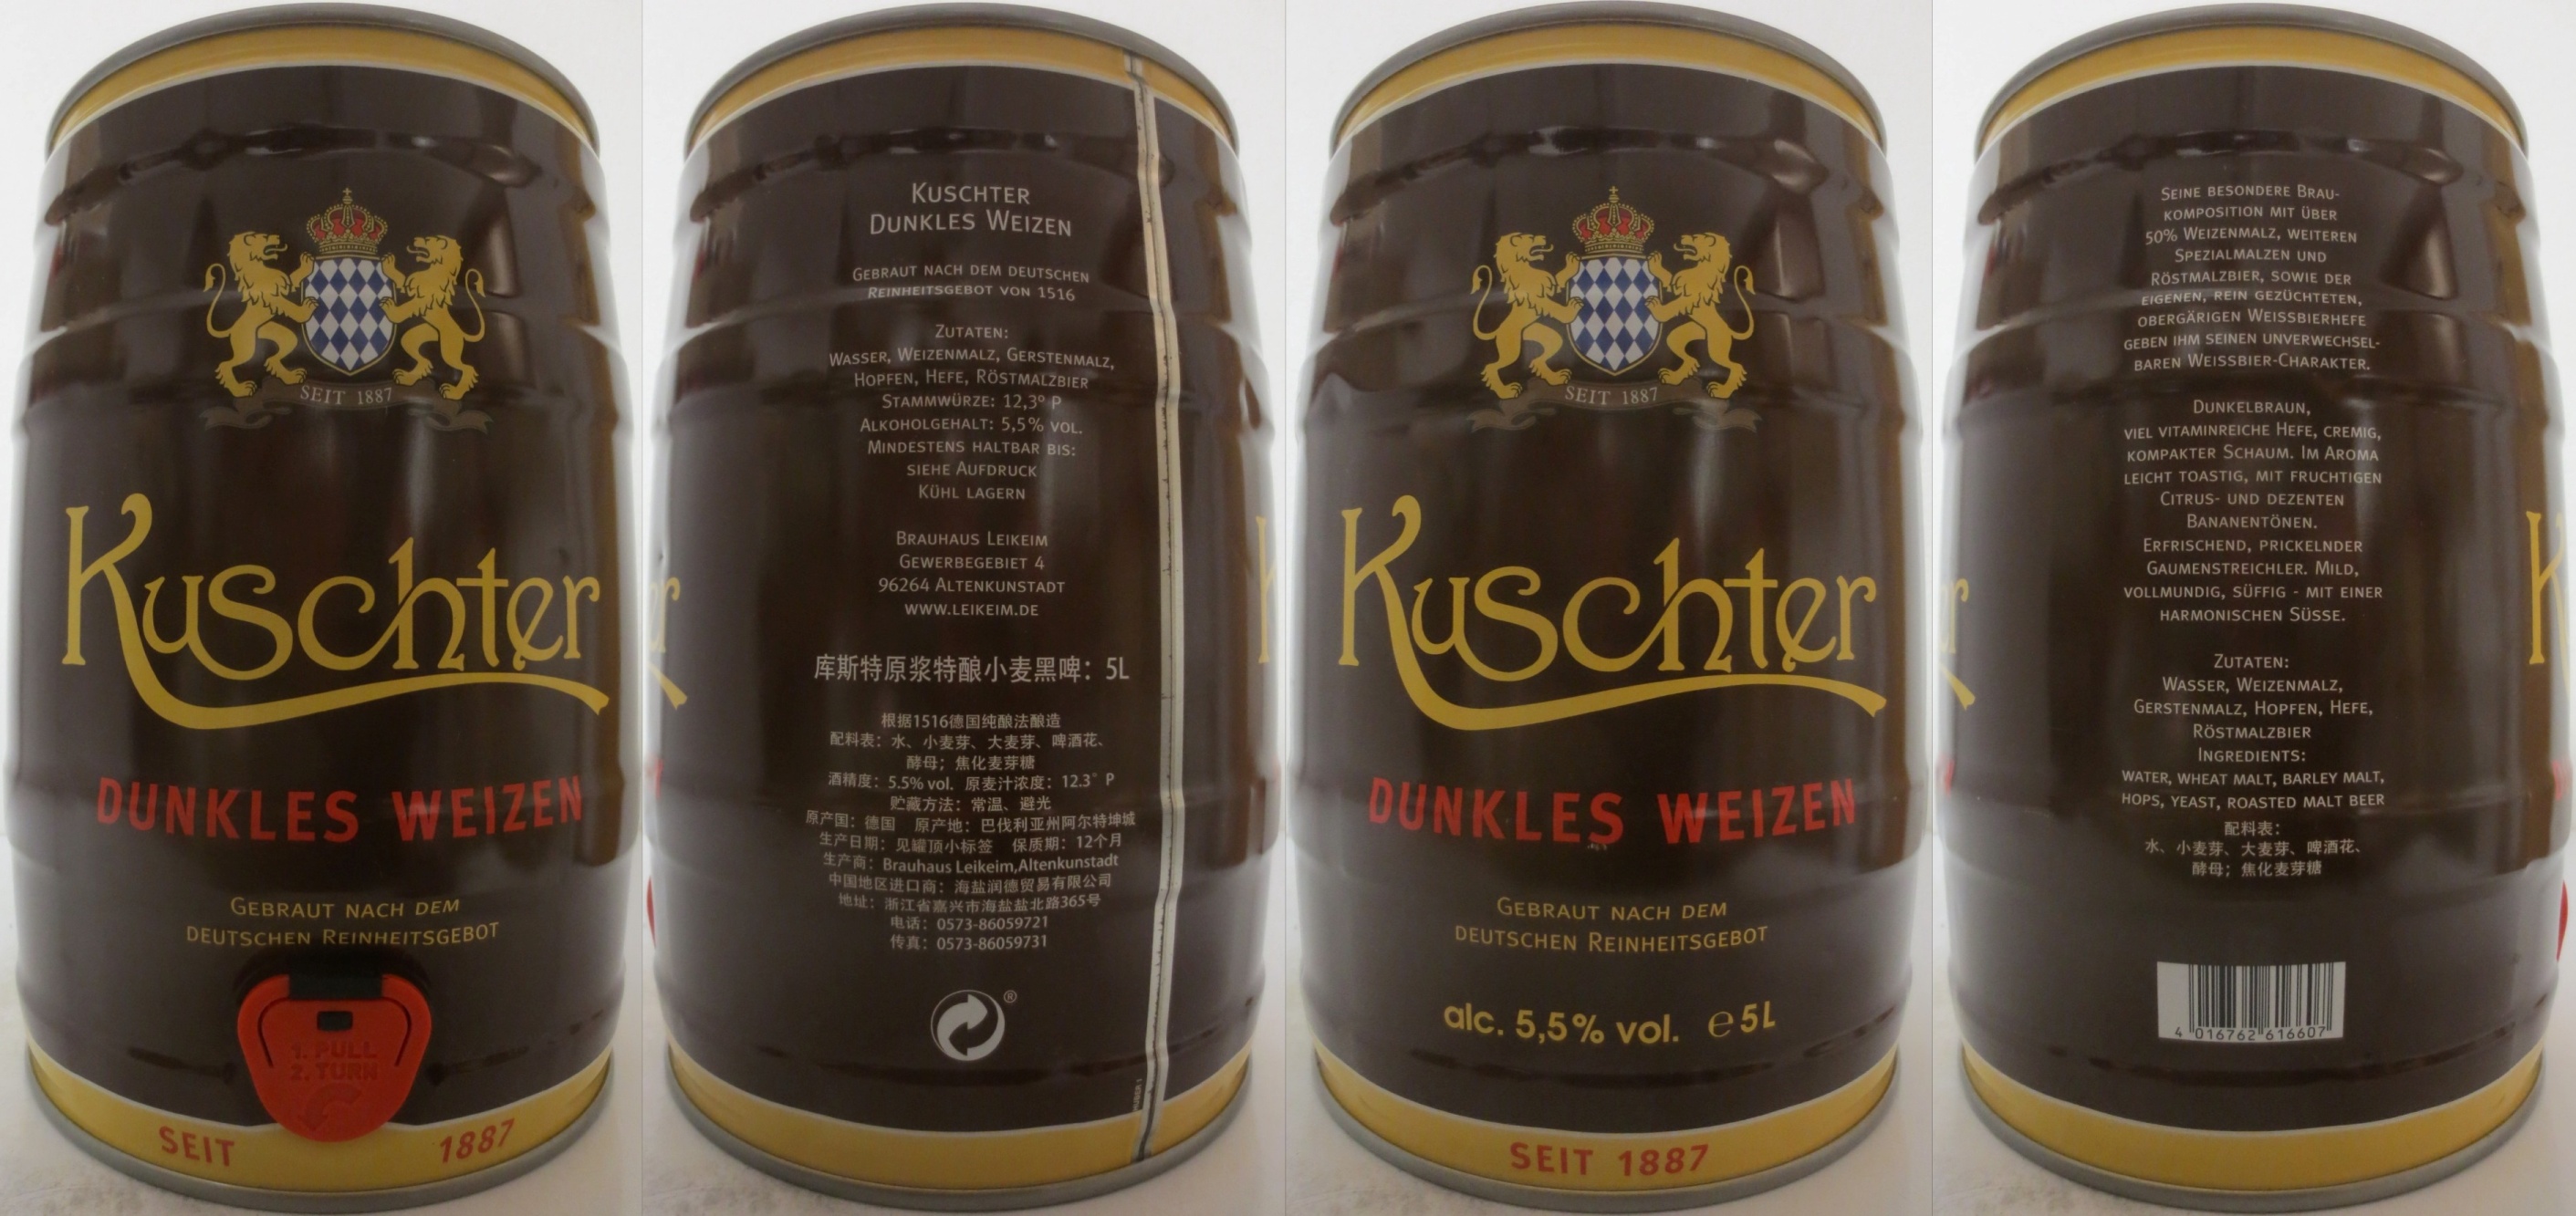 SEIT 1887
Kuschter
DUNKLES WEIZEN
GEBRAUT NACH DEM
DEUTSCHEN REINHEITSGEBOT
1. PULL
2. TURN
SEIT 1887
KUSCHTER
DUNKLES WEIZEN
GEBRAUT NACH DEM DEUTSCHEN
REINHEITSGEBOT VON 1516
ZUTATEN:
WASSER, WEIZENMALZ, GERSTENMALZ,
HOPFEN, HEFE, RÖSTMALZBIER
STAMMWÜRZE: 12,3° P
ALKOHOLGEHALT: 5,5% VOL.
MINDESTENS HALTBAR BIS:
SIEHE AUFDRUCK
KÜHL LAGERN
BRAUHAUS LEIKEIM
GEWERBEGEBIET 4
96264 ALTENKUNSTADT
WWW.LEIKEIM.DE
库斯特原浆特酿小麦黑啤：5L
根据1516德国纯酿法酿造
配料表：水、小麦芽、大麦芽、啤酒花、
酵母；焦化麦芽糖
酒精度：5.5% vol. 原麦汁浓度：12.3° P
贮藏方法：常温、避光
原产国：德国 原产地：巴伐利亚州阿尔特坤城
生产日期：见罐顶小标签 保质期：12个月
生产商：Brauhaus Leikeim,Altenkunstadt
中国地区进口商：海盐润德贸易有限公司
地址：浙江省嘉兴市海盐盐北路365号
电话：0573-86059721
传真：0573-86059731
®
SEIT 1887
Kuschter
DUNKLES WEIZEN
GEBRAUT NACH DEM
DEUTSCHEN REINHEITSGEBOT
alc. 5,5% vol. e 5L
SEIT 1887
SEINE BESONDERE BRAU-
KOMPOSITION MIT ÜBER
50% WEIZENMALZ, WEITEREN
SPEZIALMALZEN UND
RÖSTMALZBIER, SOWIE DER
EIGENEN, REIN GEZÜCHTETEN,
OBERGÄRIGEN WEISSBIERHEFE
GEBEN IHM SEINEN UNVERWECHSEL-
BAREN WEISSBIER-CHARAKTER.
DUNKELBRAUN,
VIEL VITAMINREICHE HEFE, CREMIG,
KOMPAKTER SCHAUM. IM AROMA
LEICHT TOASTIG, MIT FRUCHTIGEN
CITRUS- UND DEZENTEN
BANANENTÖNEN.
ERFRISCHEND, PRICKELNDER
GAUMENSTREICHLER. MILD,
VOLLMUNDIG, SÜFFIG - MIT EINER
HARMONISCHEN SÜSSE.
ZUTATEN:
WASSER, WEIZENMALZ,
GERSTENMALZ, HOPFEN, HEFE,
RÖSTMALZBIER
INGREDIENTS:
WATER, WHEAT MALT, BARLEY MALT,
HOPS, YEAST, ROASTED MALT BEER
配料表：
水、小麦芽、大麦芽、啤酒花、
酵母；焦化麦芽糖
4 016762 616607